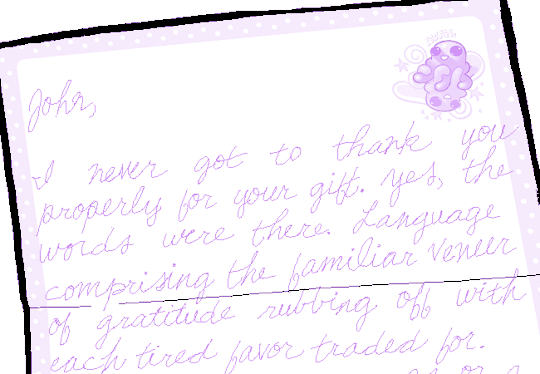 John,
I never got to thank you
properly for your gift. Yes, the
words were there. Language
comprising the familiar veneer
of gratitude rubbing off with
each tired favor traded for.